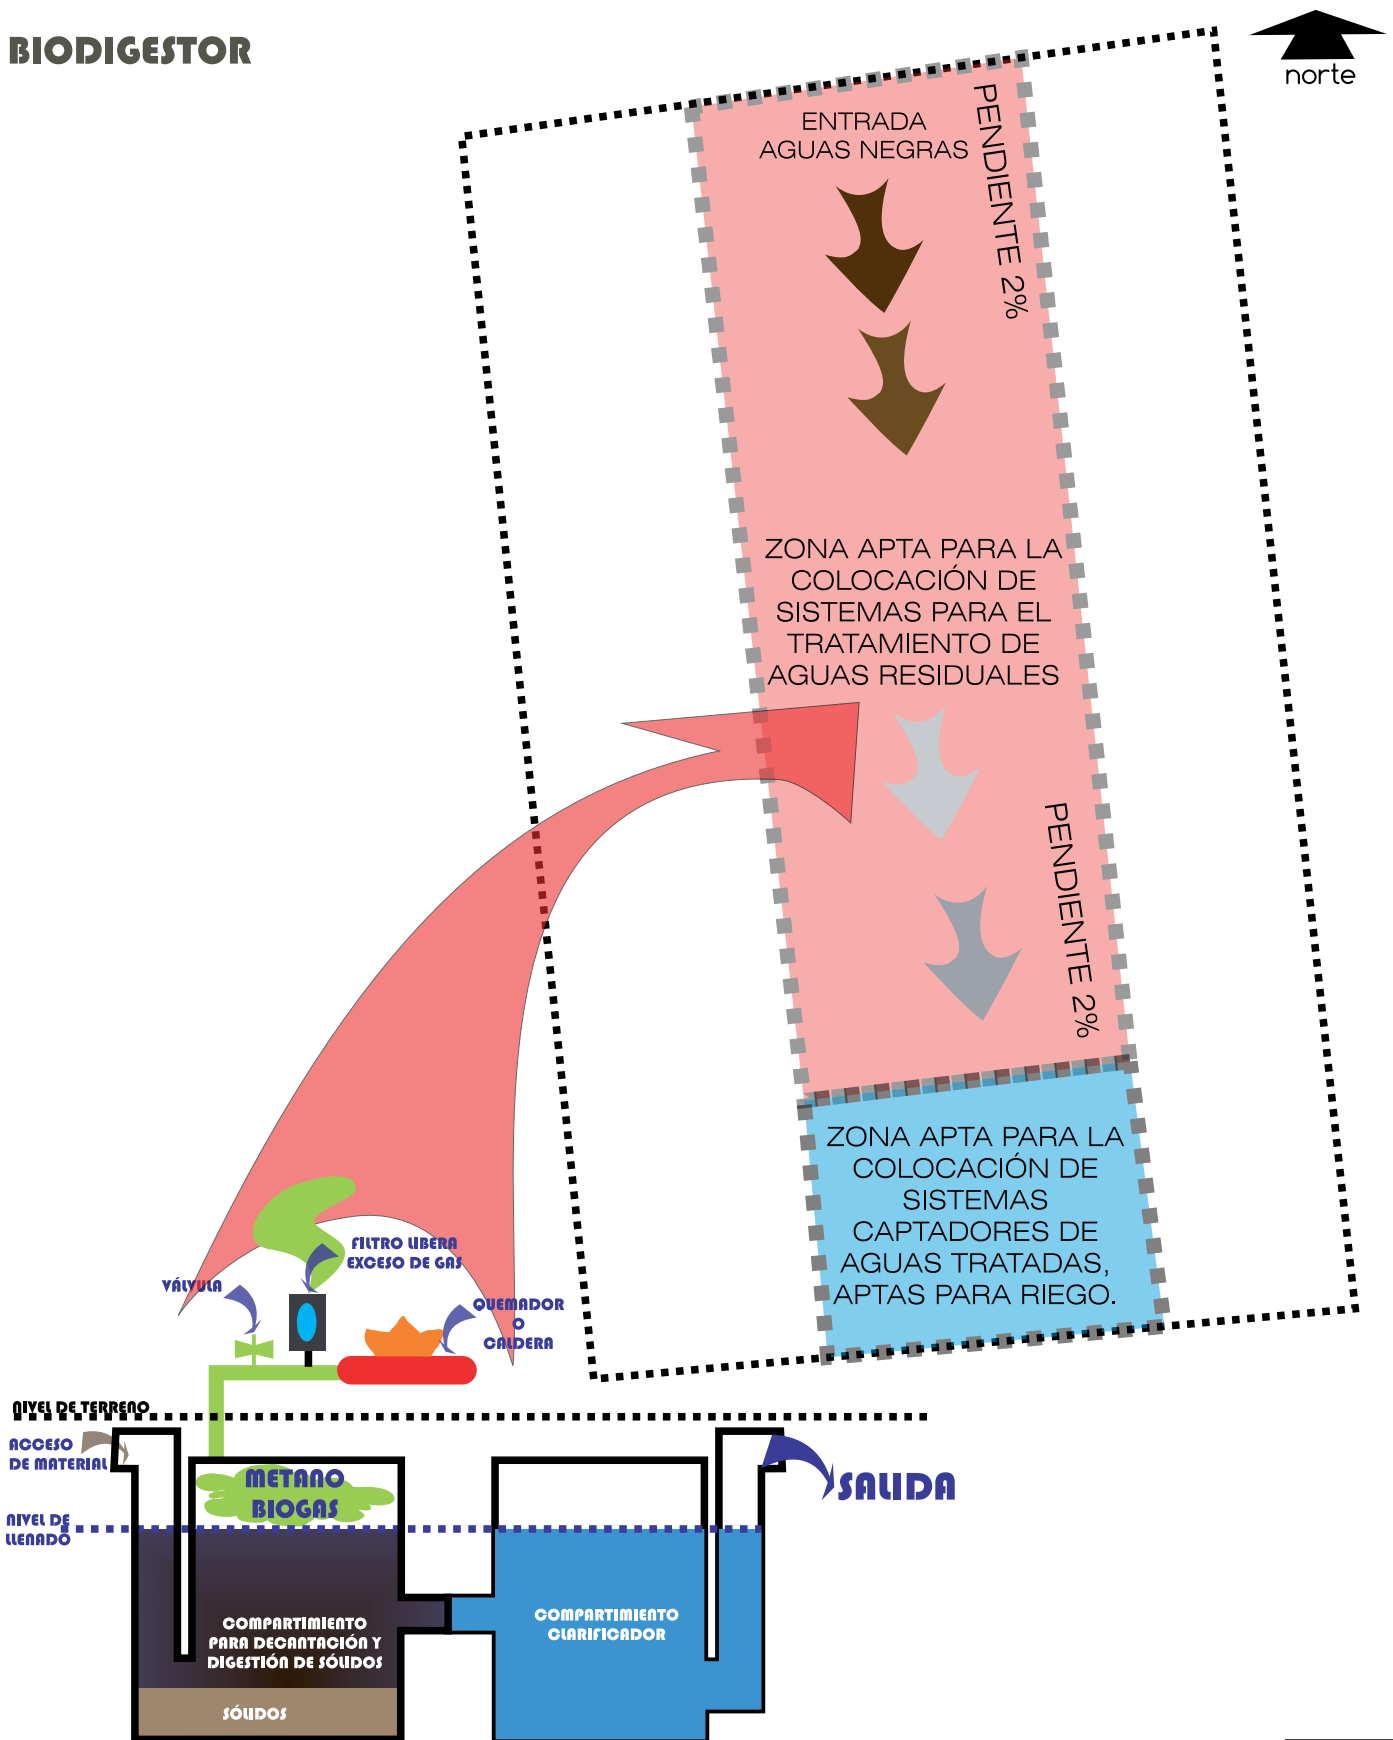 BIODIGESTOR
norte
ENTRADA
AGUAS NEGRAS
PENDIENTE 2%
ZONA APTA PARA LA
COLOCACIÓN DE
SISTEMAS PARA EL
TRATAMIENTO DE
AGUAS RESIDUALES
PENDIENTE 2%
ZONA APTA PARA LA
COLOCACIÓN DE
SISTEMAS
CAPTADORES DE
AGUAS TRATADAS,
APTAS PARA RIEGO.
FILTRO LIBERA
EXCESO DE GAS
VÁLVULA
QUEMADOR
O
CALDERA
NIVEL DE TERRENO
ACCESO
DE MATERIAL
METANO
BIOGAS
SALIDA
NIVEL DE
LLENADO
COMPARTIMIENTO
PARA DECANTACIÓN Y
DIGESTIÓN DE SÓLIDOS
COMPARTIMIENTO
CLARIFICADOR
SÓLIDOS